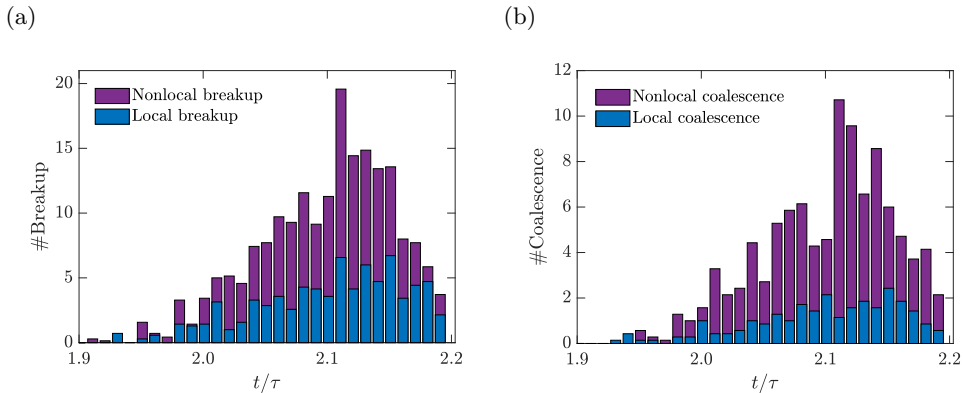 (a)
#Breakup
20
15
10
5
0
Nonlocal breakup
Local breakup
1.9 2.0 2.1 2.2
t/τ
(b)
#Coalescence
12
10
8
6
4
2
0
Nonlocal coalescence
Local coalescence
1.9 2.0 2.1 2.2
t/τ